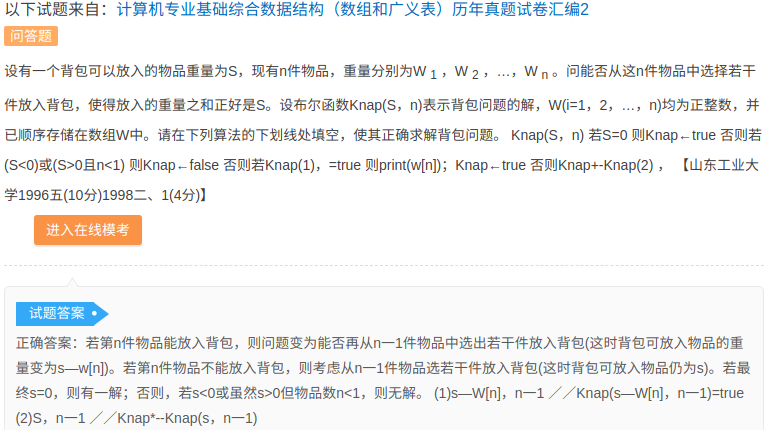 以下试题来自：计算机专业基础综合数据结构（数组和广义表）历年真题试卷汇编2
问答题
设有一个背包可以放入的物品重量为S，现有n件物品，重量分别为W 1 ，W 2 ，…，W n 。问能否从这n件物品中选择若干
件放入背包，使得放入的重量之和正好是S。设布尔函数Knap(S，n)表示背包问题的解，W(i=1，2，…，n)均为正整数，并
已顺序存储在数组W中。请在下列算法的下划线处填空，使其正确求解背包问题。 Knap(S，n) 若S=0 则Knap←true 否则若
(S<0)或(S>0且n<1) 则Knap←false 否则若Knap(1)，=true 则print(w[n])；Knap←true 否则Knap+-Knap(2) ， 【山东工业大
学1996五(10分)1998二、1(4分)】
进入在线模考
试题答案
正确答案：若第n件物品能放入背包，则问题变为能否再从n一1件物品中选出若干件放入背包(这时背包可放入物品的重
量变为s—w[n])。若第n件物品不能放入背包，则考虑从n一1件物品选若干件放入背包(这时背包可放入物品仍为s)。若最
终s=0，则有一解；否则，若s<0或虽然s>0但物品数n<1，则无解。 (1)s—W[n]，n一1 ／／Knap(s—W[n]，n一1)=true
(2)S，n一1 ／／Knap*--Knap(s，n一1)